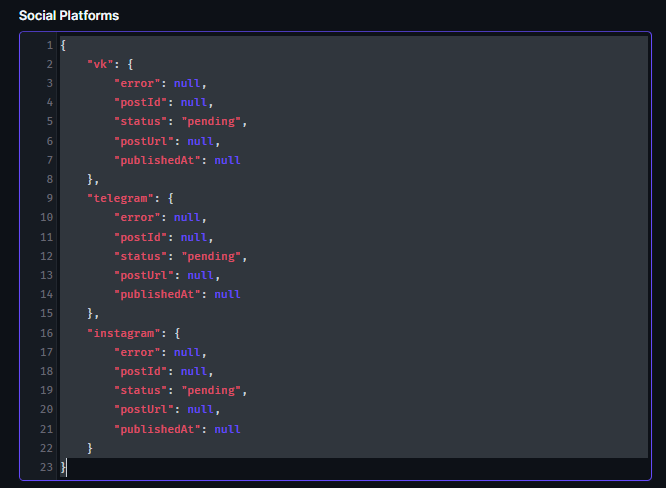 Social Platforms
1 {
2     "vk": {
3         "error": null,
4         "postId": null,
5         "status": "pending",
6         "postUrl": null,
7         "publishedAt": null
8     },
9     "telegram": {
10         "error": null,
11         "postId": null,
12         "status": "pending",
13         "postUrl": null,
14         "publishedAt": null
15     },
16     "instagram": {
17         "error": null,
18         "postId": null,
19         "status": "pending",
20         "postUrl": null,
21         "publishedAt": null
22     }
23 }